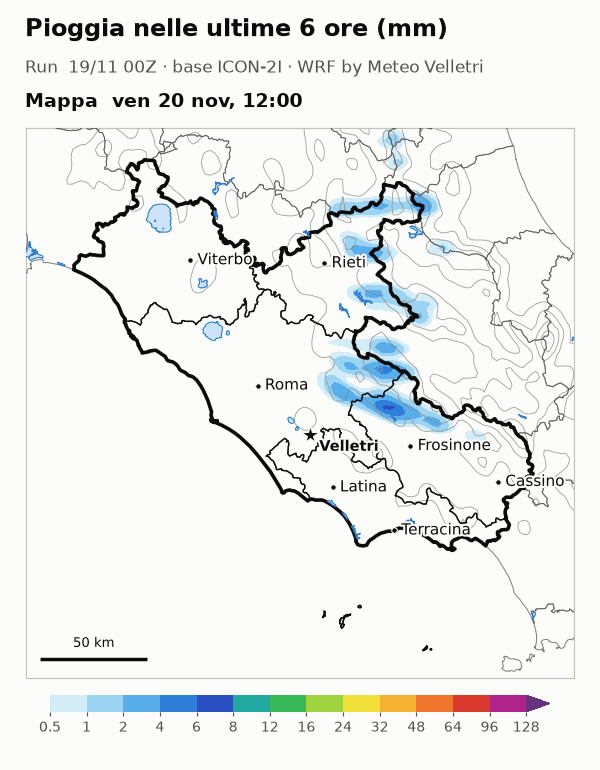 Pioggia nelle ultime 6 ore (mm)
Run  19/11 00Z · base ICON-2I · WRF by Meteo Velletri
Mappa  ven 20 nov, 12:00
Viterbo
Rieti
Roma
Velletri
Frosinone
Cassino
Latina
Terracina
50 km
0.5 1 2 4 6 8 12 16 24 32 48 64 96 128